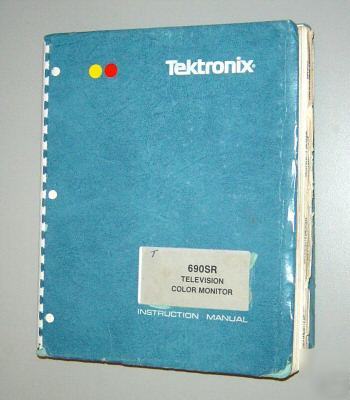 Tektronix
T
690SR
TELEVISION
COLOR MONITOR
INSTRUCTION MANUAL